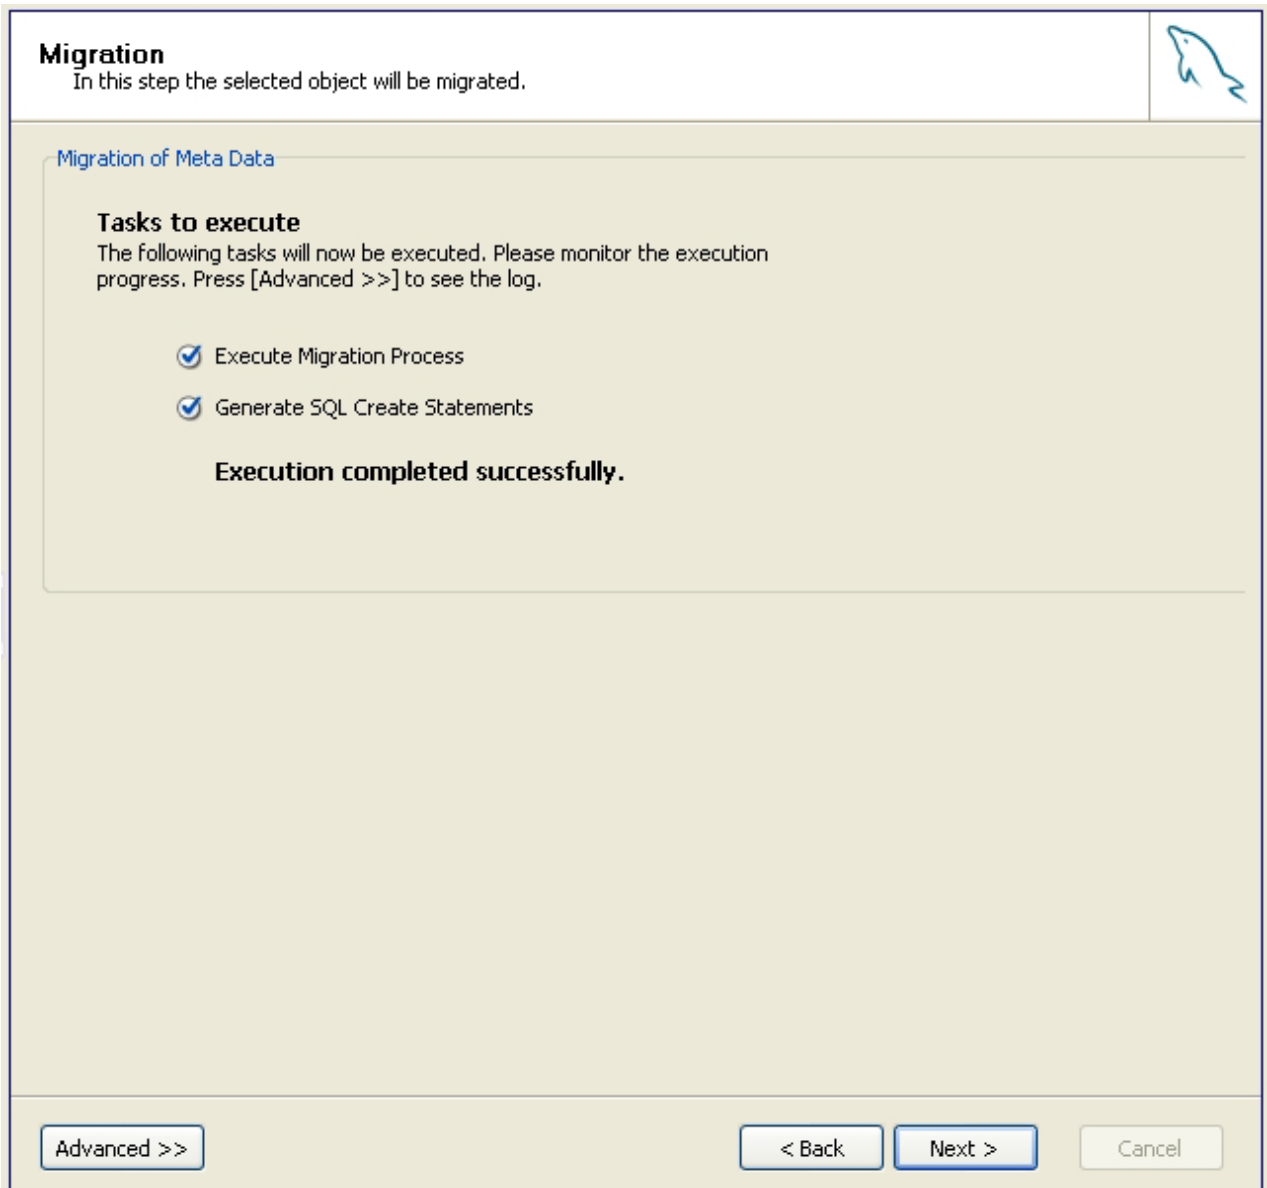 Migration
In this step the selected object will be migrated.
Migration of Meta Data
Tasks to execute
The following tasks will now be executed. Please monitor the execution
progress. Press [Advanced >>] to see the log.
Execute Migration Process
Generate SQL Create Statements
Execution completed successfully.
Advanced >>
< Back
Next >
Cancel